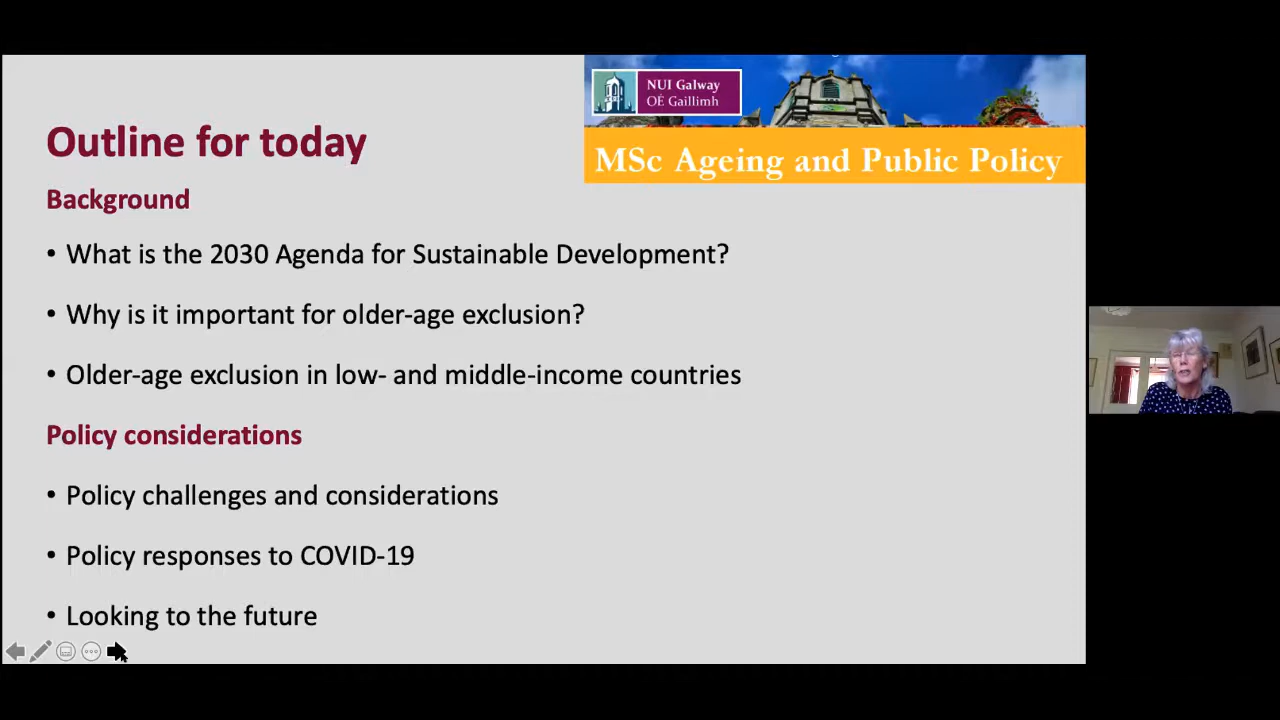 NUI Galway
OÉ Gaillimh
MSc Ageing and Public Policy
Outline for today
Background
• What is the 2030 Agenda for Sustainable Development?
• Why is it important for older-age exclusion?
• Older-age exclusion in low- and middle-income countries
Policy considerations
• Policy challenges and considerations
• Policy responses to COVID-19
• Looking to the future